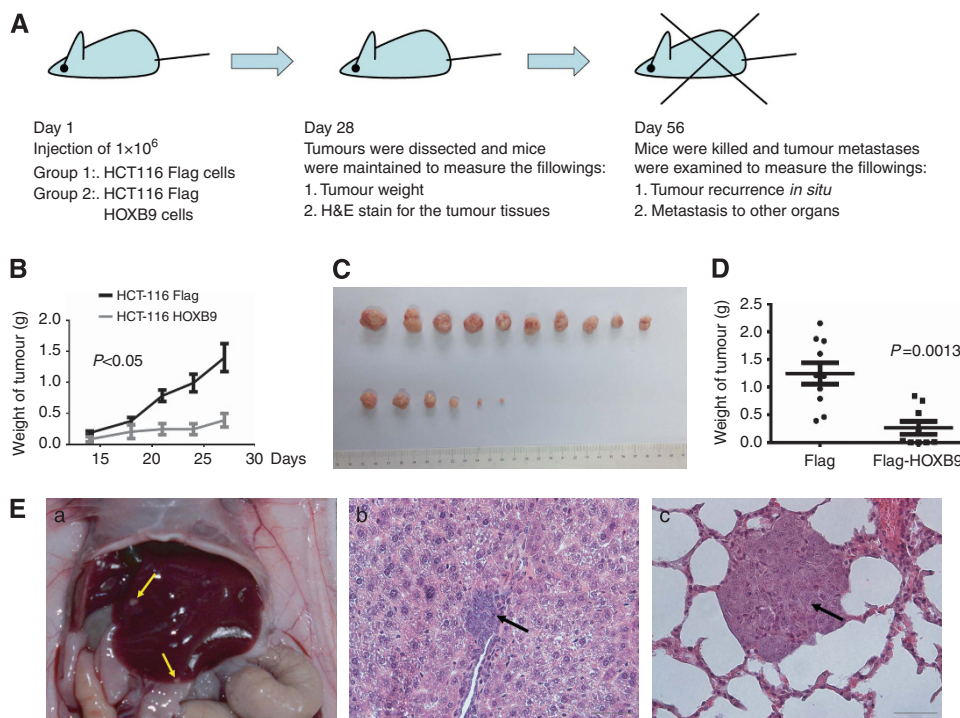 A
Day 1
Injection of 1×10⁶
Group 1:. HCT116 Flag cells
Group 2:. HCT116 Flag
HOXB9 cells
Day 28
Tumours were dissected and mice
were maintained to measure the fillowings:
1. Tumour weight
2. H&E stain for the tumour tissues
Day 56
Mice were killed and tumour metastases
were examined to measure the fillowings:
1. Tumour recurrence in situ
2. Metastasis to other organs
B
HCT-116 Flag
HCT-116 HOXB9
Weight of tumour (g)
2.0
1.5
1.0
0.5
0.0
P<0.05
15 20 25 30 Days
C
D
Weight of tumour (g)
2.5
2.0
1.5
1.0
0.5
0.0
P=0.0013
Flag Flag-HOXB9
E
a
b
c